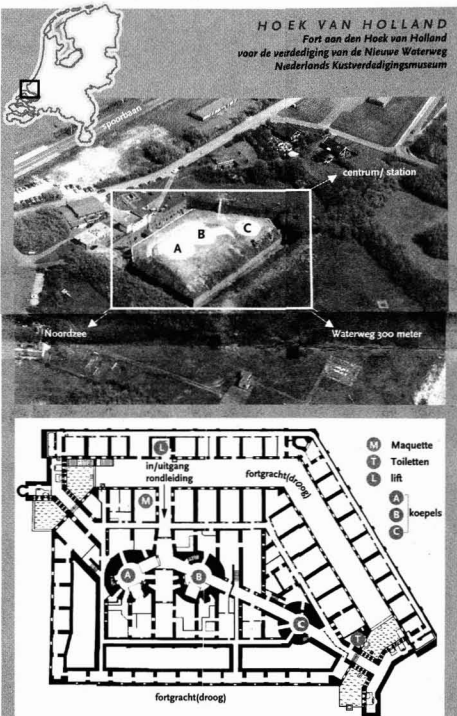 HOEK VAN HOLLAND
Fort aan den Hoek van Holland
voor de verdediging van de Nieuwe Waterweg
Nederlands Kustverdedigingsmuseum
spoorbaan
centrum/ station
A
B
C
Noordzee
Waterweg 300 meter
L
in/uitgang
rondleiding
fortgracht(droog)
M
A
B
C
T
fortgracht(droog)
M Maquette
T Toiletten
L lift
A
B koepels
C